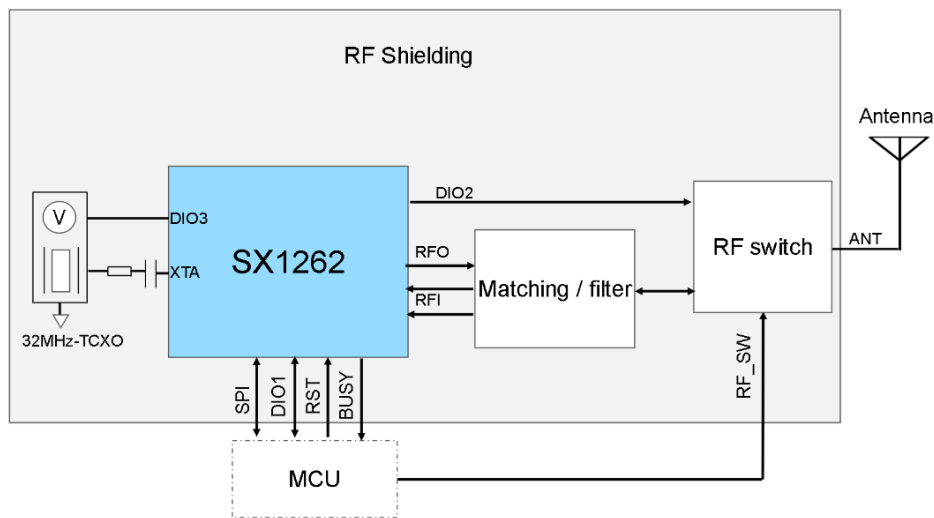 RF Shielding
Antenna
V
DIO3
XTA
32MHz-TCXO
SX1262
DIO2
RFO
RFI
Matching / filter
RF switch
ANT
SPI
DIO1
RST
BUSY
RF_SW
MCU